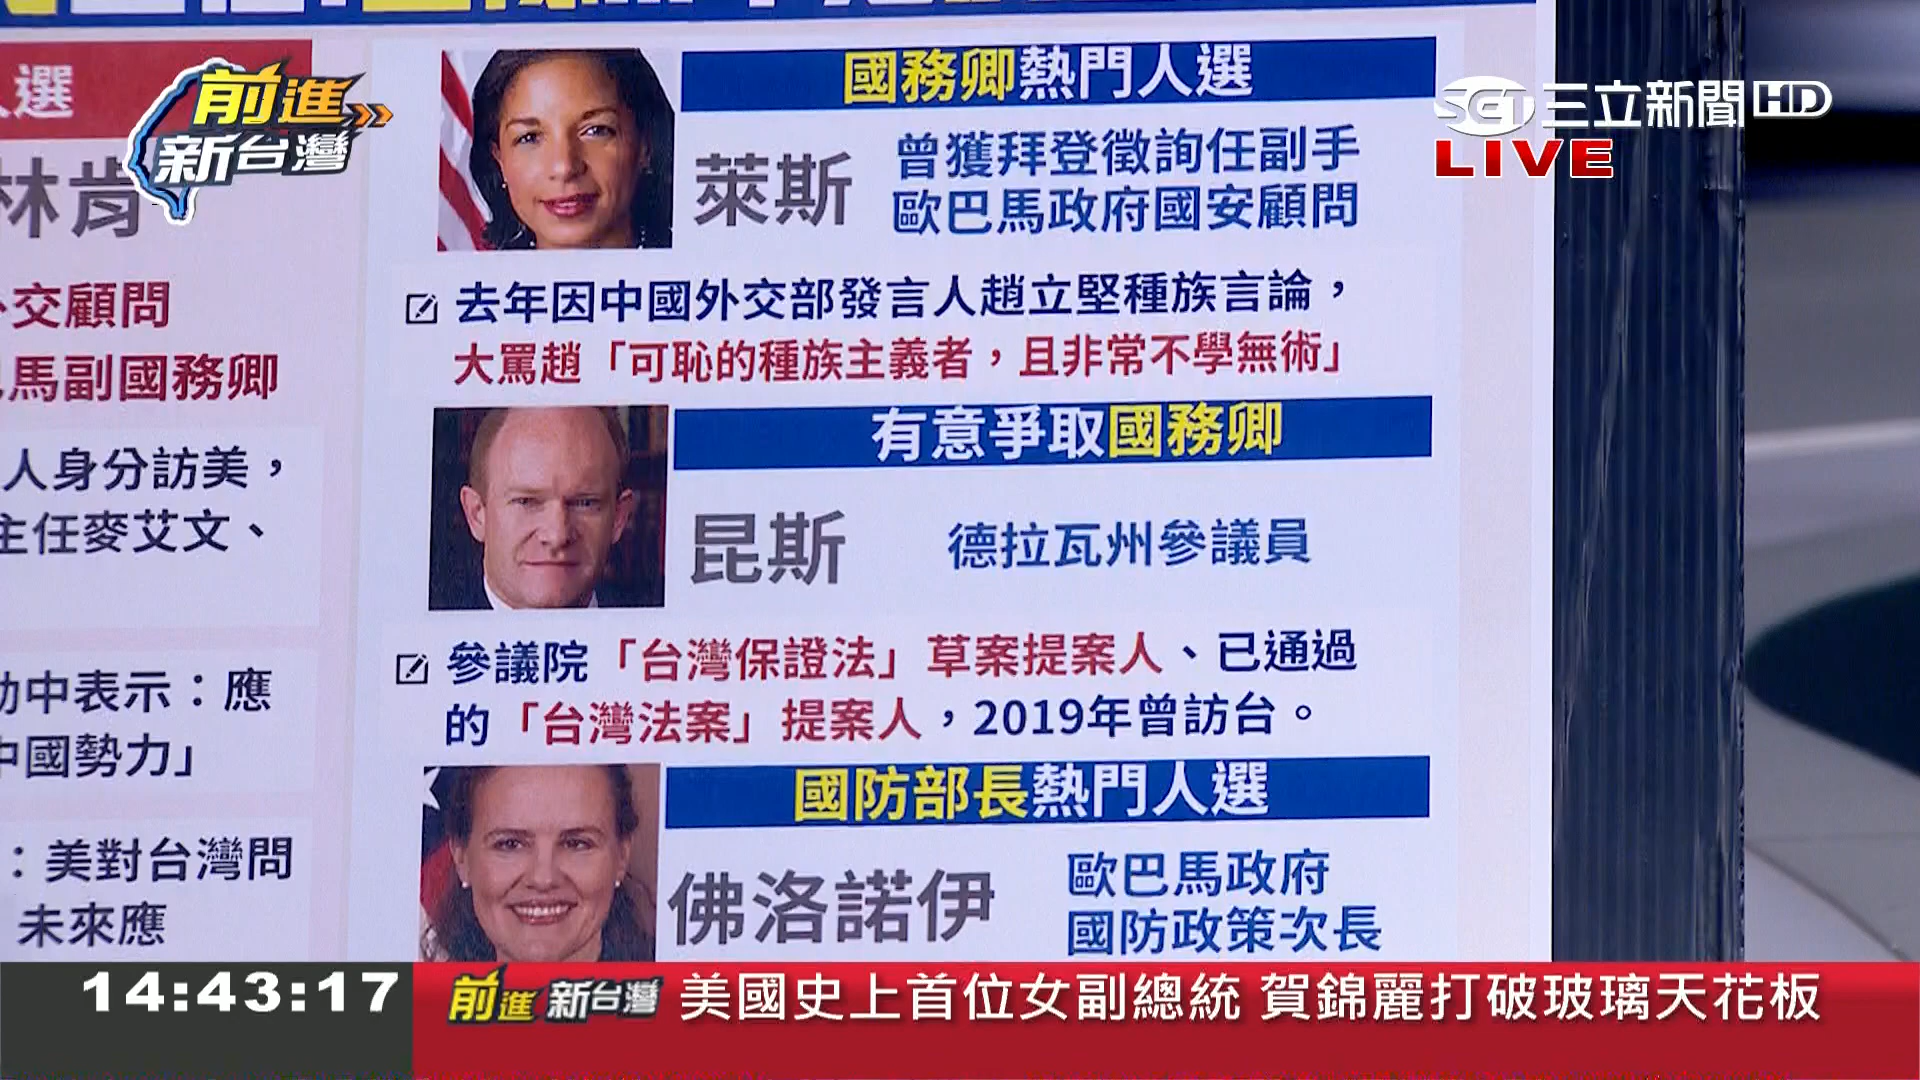 前進
新台灣
SET三立新聞HD
LIVE
人選
林肯
外交顧問
巴馬副國務卿
人身分訪美，
主任麥艾文、
中表示：應
中國勢力」
：美對台灣問
未來應
國務卿熱門人選
萊斯
曾獲拜登徵詢任副手
歐巴馬政府國安顧問
去年因中國外交部發言人趙立堅種族言論，
大罵趙「可恥的種族主義者，且非常不學無術」
有意爭取國務卿
昆斯
德拉瓦州參議員
參議院「台灣保證法」草案提案人、已通過
的「台灣法案」提案人，2019年曾訪台。
國防部長熱門人選
佛洛諾伊
歐巴馬政府
國防政策次長
14:43:17
前進新台灣
美國史上首位女副總統 賀錦麗打破玻璃天花板